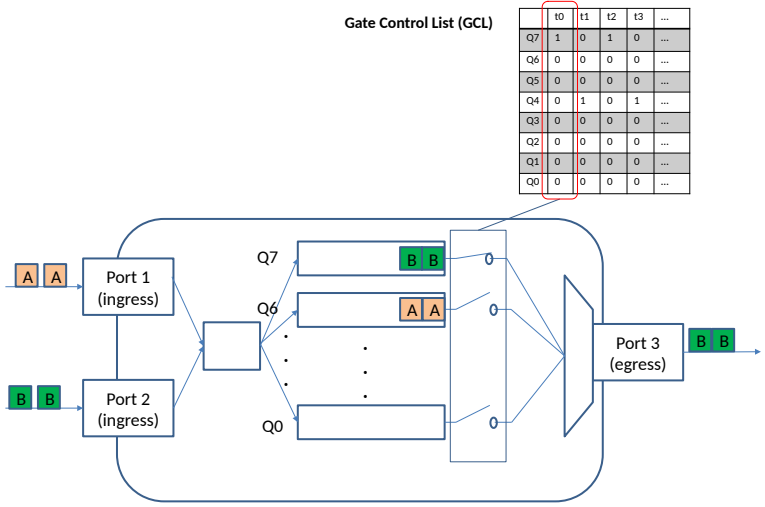 Gate Control List (GCL)
t0 t1 t2 t3 ...
Q7 1 0 1 0 ...
Q6 0 0 0 0 ...
Q5 0 0 0 0 ...
Q4 0 1 0 1 ...
Q3 0 0 0 0 ...
Q2 0 0 0 0 ...
Q1 0 0 0 0 ...
Q0 0 0 0 0 ...
Q7
B B
A A
Port 1
(ingress)
Q6
A A
Port 3
(egress)
B B
B B
Port 2
(ingress)
Q0